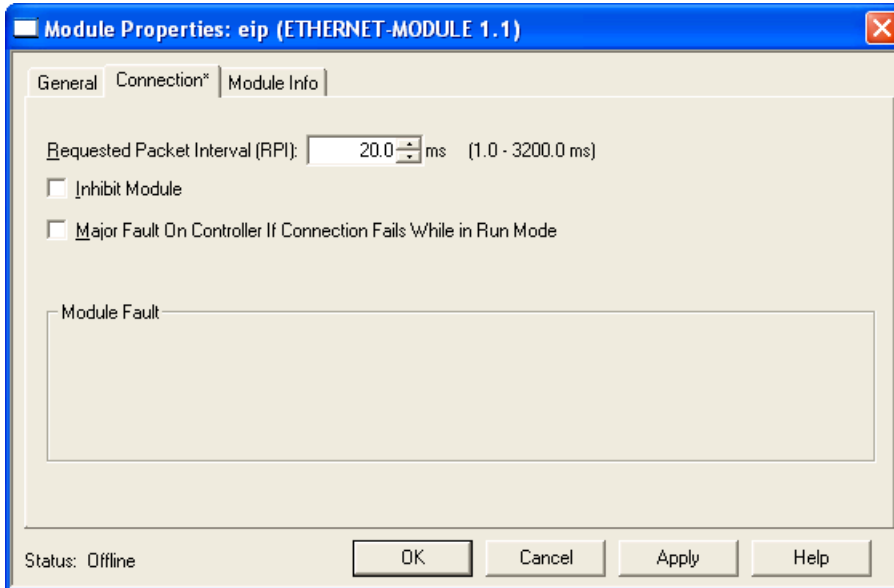 Module Properties: eip (ETHERNET-MODULE 1.1)
General Connection* Module Info
Requested Packet Interval (RPI): 20.0 ms (1.0 - 3200.0 ms)
Inhibit Module
Major Fault On Controller If Connection Fails While in Run Mode
Module Fault
Status: Offline OK Cancel Apply Help